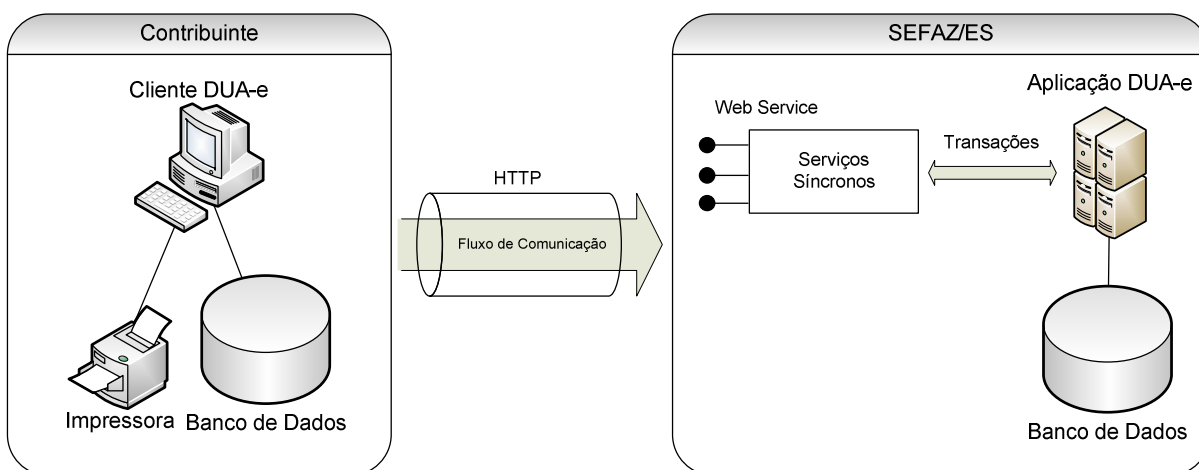 Contribuinte
Cliente DUA-e
Impressora
Banco de Dados
HTTP
Fluxo de Comunicação
SEFAZ/ES
Web Service
Serviços
Síncronos
Transações
Aplicação DUA-e
Banco de Dados